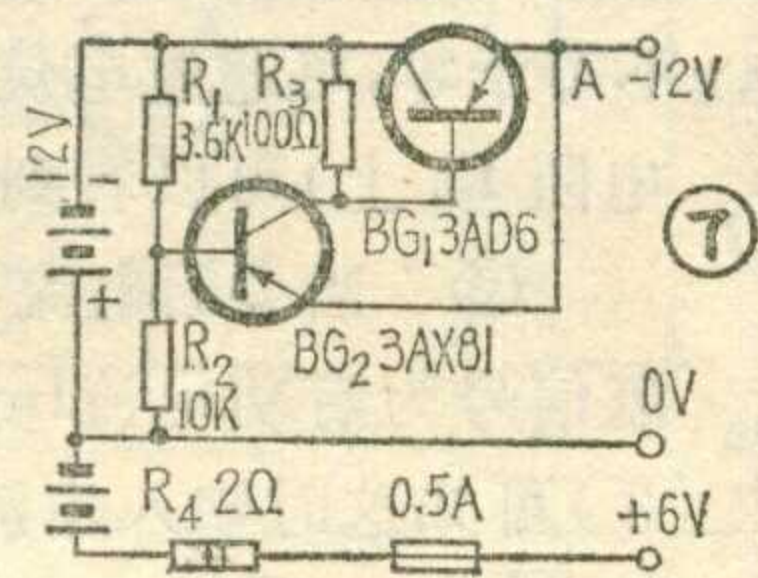 R₁
3.6K
R₃
100Ω
A
-12V
12V
-
+
BG₁ 3AD6
⑦
BG₂ 3AX81
R₂
10K
0V
R₄ 2Ω
0.5A
+6V